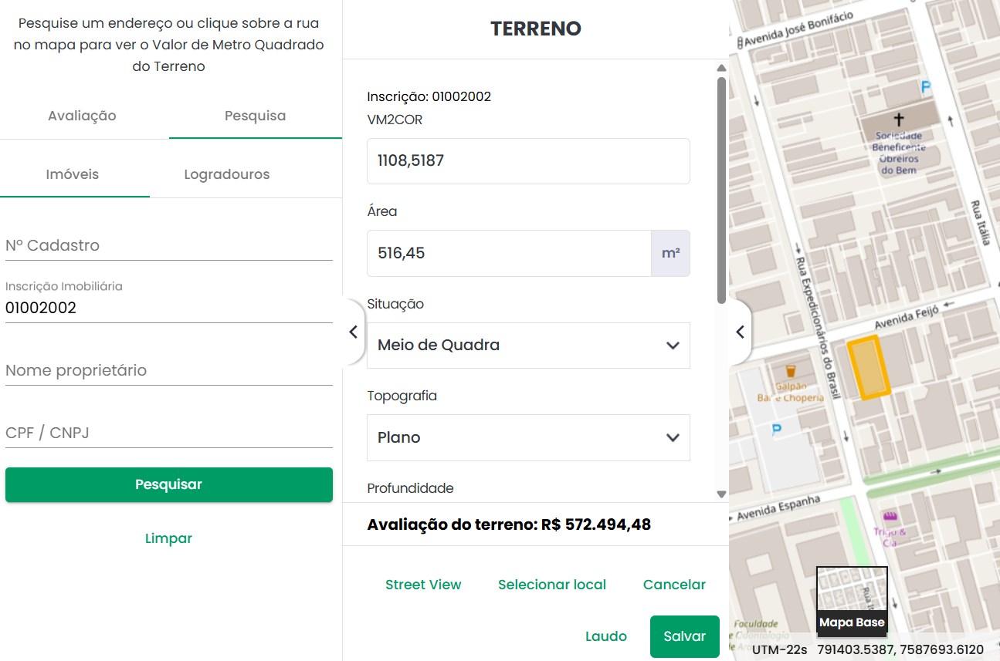 Pesquise um endereço ou clique sobre a rua
no mapa para ver o Valor de Metro Quadrado
do Terreno
Avaliação
Pesquisa
Imóveis
Logradouros
Nº Cadastro
Inscrição Imobiliária
01002002
Nome proprietário
CPF / CNPJ
Pesquisar
Limpar
TERRENO
Inscrição: 01002002
VM2COR
1108,5187
Área
516,45
m²
Situação
Meio de Quadra
Topografia
Plano
Profundidade
Avaliação do terreno: R$ 572.494,48
Street View
Selecionar local
Cancelar
Laudo
Salvar
Avenida José Bonifácio
P
Sociedade
Beneficente
Obreiros
do Bem
Rua Itália
Rua Expedicionários do Brasil
Avenida Feijó
Galpão
Bar e Choperia
P
Avenida Espanha
Trigo &
Cia
Mapa Base
Faculdade
de Odontologia
de Ara
UTM-22s 791403.5387, 7587693.6120